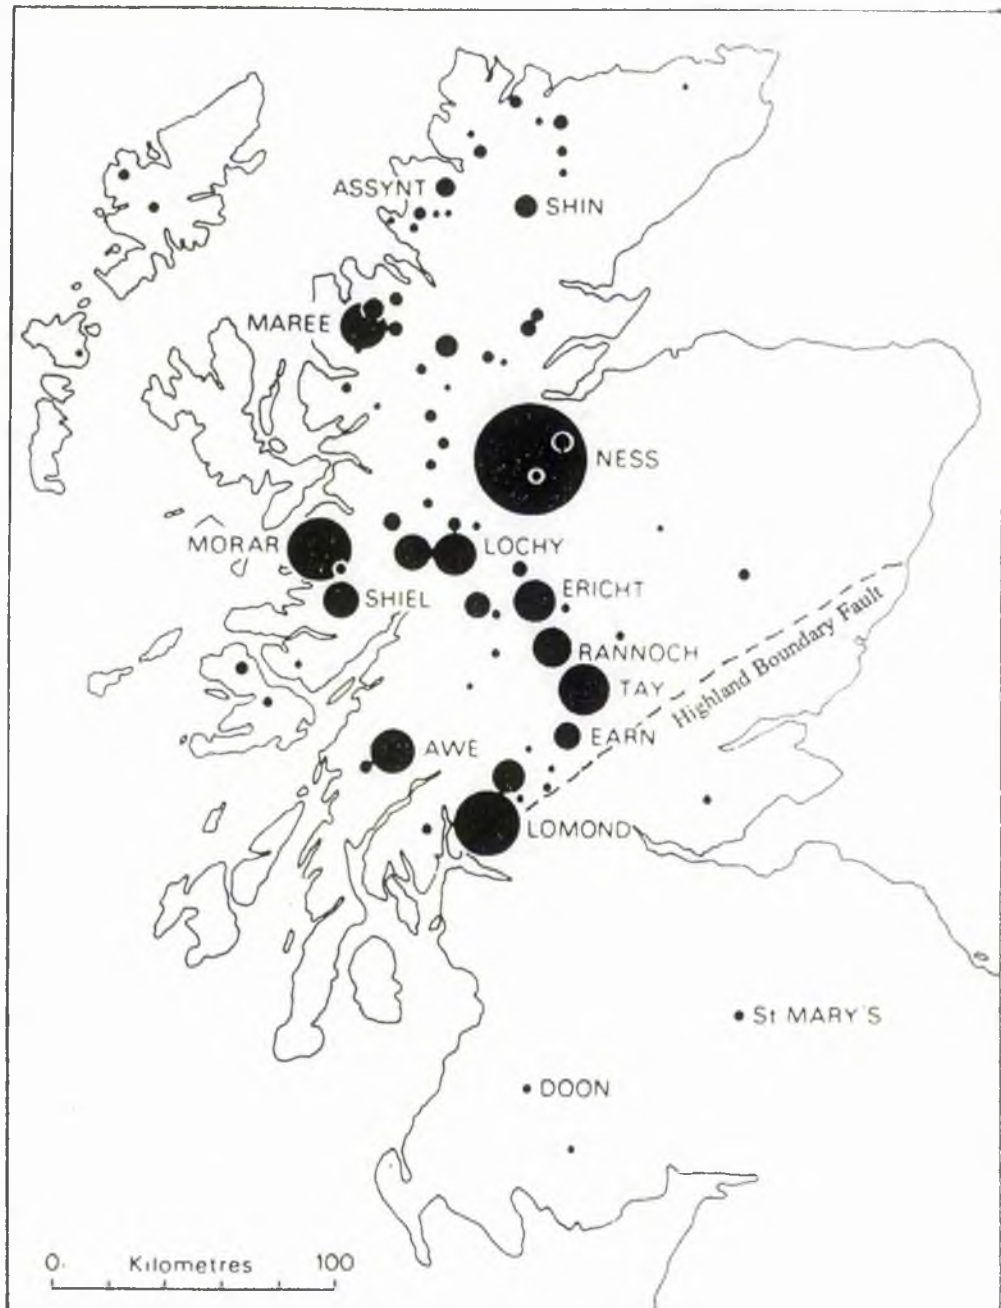 ASSYNT
SHIN
MAREE
NESS
MORAR
LOCHY
SHIEL
ERICHT
RANNOCH
TAY
Highland Boundary Fault
EARN
AWE
LOMOND
St MARY'S
DOON
0. Kilometres 100